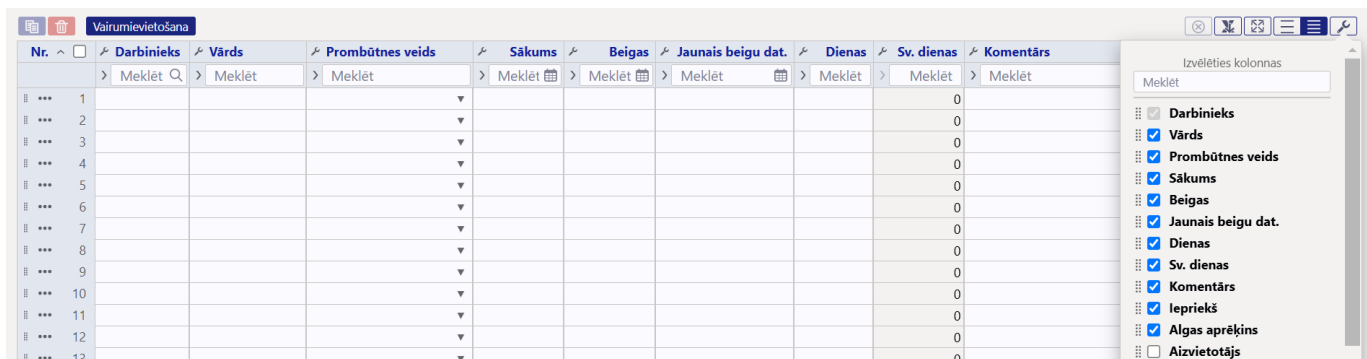 Vairumievietošana
Nr. Darbinieks Vārds Prombūtnes veids Sākums Beigas Jaunais beigu dat. Dienas Sv. dienas Komentārs
Meklēt Meklēt Meklēt Meklēt Meklēt Meklēt Meklēt Meklēt Meklēt
1 0
2 0
3 0
4 0
5 0
6 0
7 0
8 0
9 0
10 0
11 0
12 0
13 0
Izvēlēties kolonnas
Meklēt
Darbinieks
Vārds
Prombūtnes veids
Sākums
Beigas
Jaunais beigu dat.
Dienas
Sv. dienas
Komentārs
Iepriekš
Algas aprēķins
Aizvietotājs